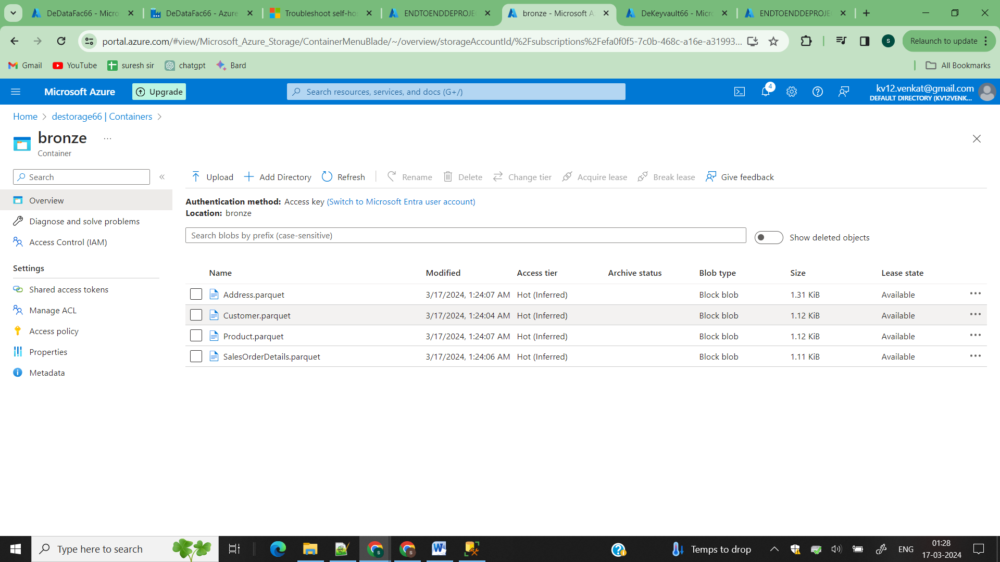 DeDataFac66 - Micro
DeDataFac66 - Azure
Troubleshoot self-hos
ENDTOENDDEPROJE
bronze - Microsoft A
DeKeyvault66 - Micr
ENDTOENDDEPROJE
portal.azure.com/#view/Microsoft_Azure_Storage/ContainerMenuBlade/~/overview/storageAccountId/%2Fsubscriptions%2Fefa0f0f5-7c0b-468c-a16e-a31993...
s
Relaunch to update
Gmail
YouTube
suresh sir
chatgpt
Bard
All Bookmarks
Microsoft Azure
Upgrade
Search resources, services, and docs (G+/)
4
kv12.venkat@gmail.com
DEFAULT DIRECTORY (KV12VENK...
Home > destorage66 | Containers >
bronze ...
Container
Search
«
Upload
Add Directory
Refresh
Rename
Delete
Change tier
Acquire lease
Break lease
Give feedback
Overview
Diagnose and solve problems
Access Control (IAM)
Settings
Shared access tokens
Manage ACL
Access policy
Properties
Metadata
Authentication method: Access key (Switch to Microsoft Entra user account)
Location: bronze
Search blobs by prefix (case-sensitive)
Show deleted objects
Name Modified Access tier Archive status Blob type Size Lease state
Address.parquet 3/17/2024, 1:24:07 AM Hot (Inferred) Block blob 1.31 KiB Available ...
Customer.parquet 3/17/2024, 1:24:04 AM Hot (Inferred) Block blob 1.12 KiB Available ...
Product.parquet 3/17/2024, 1:24:07 AM Hot (Inferred) Block blob 1.12 KiB Available ...
SalesOrderDetails.parquet 3/17/2024, 1:24:06 AM Hot (Inferred) Block blob 1.11 KiB Available ...
Type here to search
Temps to drop
ENG
01:28
17-03-2024